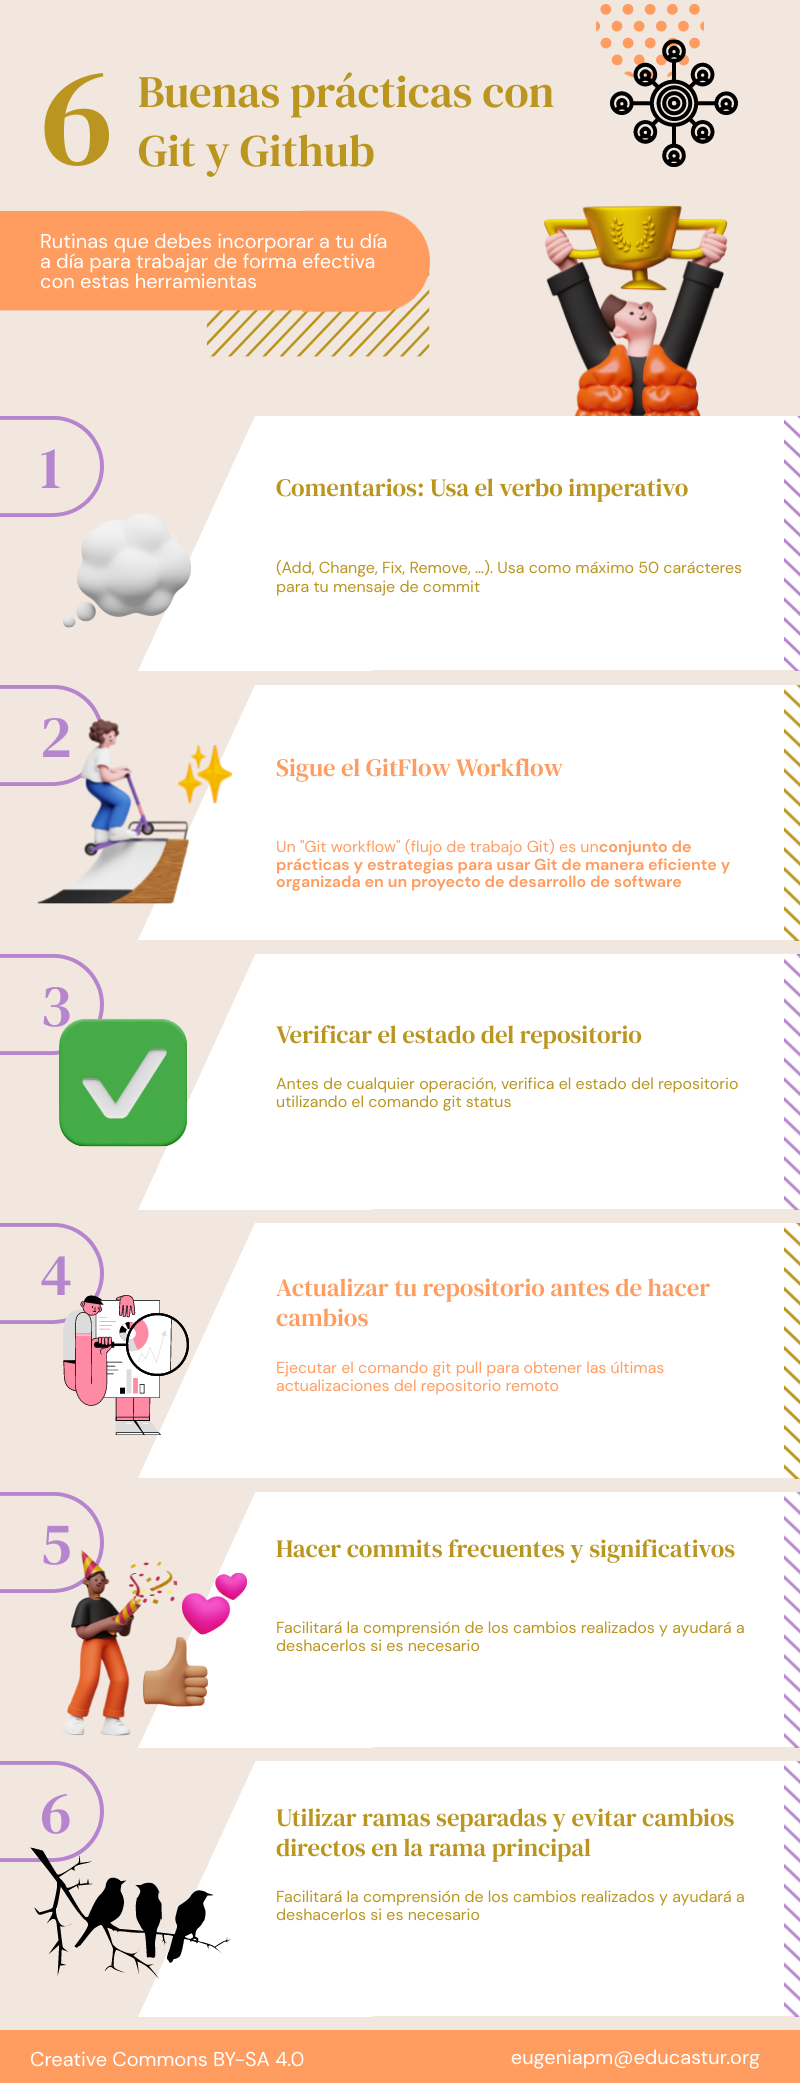 6
Buenas prácticas con
Git y Github
Rutinas que debes incorporar a tu día
a día para trabajar de forma efectiva
con estas herramientas
1
Comentarios: Usa el verbo imperativo
(Add, Change, Fix, Remove, ...). Usa como máximo 50 carácteres
para tu mensaje de commit
2
Sigue el GitFlow Workflow
Un "Git workflow" (flujo de trabajo Git) es unconjunto de
prácticas y estrategias para usar Git de manera eficiente y
organizada en un proyecto de desarrollo de software
3
Verificar el estado del repositorio
Antes de cualquier operación, verifica el estado del repositorio
utilizando el comando git status
4
Actualizar tu repositorio antes de hacer
cambios
Ejecutar el comando git pull para obtener las últimas
actualizaciones del repositorio remoto
5
Hacer commits frecuentes y significativos
Facilitará la comprensión de los cambios realizados y ayudará a
deshacerlos si es necesario
6
Utilizar ramas separadas y evitar cambios
directos en la rama principal
Facilitará la comprensión de los cambios realizados y ayudará a
deshacerlos si es necesario
Creative Commons BY-SA 4.0
eugeniapm@educastur.org